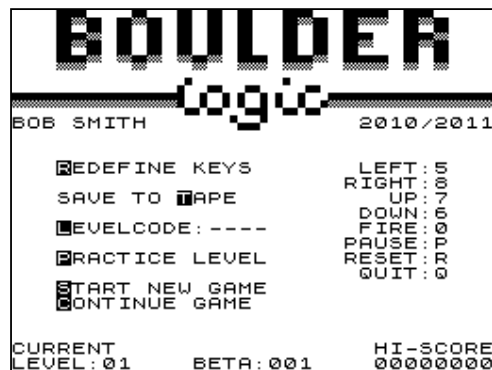 BOULDER
logic
BOB SMITH 2010/2011
REDEFINE KEYS LEFT:5
RIGHT:8
SAVE TO TAPE UP:7
DOWN:6
LEVELCODE:---- FIRE:0
PAUSE:P
PRACTICE LEVEL RESET:R
QUIT:Q
START NEW GAME
CONTINUE GAME
CURRENT HI-SCORE
LEVEL:01 BETA:001 00000000